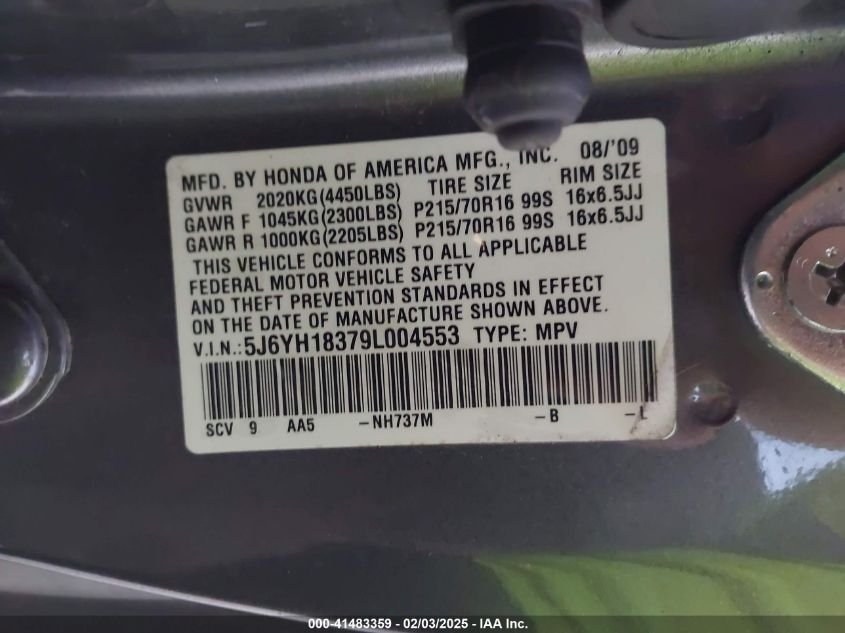 MFD. BY HONDA OF AMERICA MFG., INC. 08/'09
GVWR 2020KG(4450LBS) TIRE SIZE RIM SIZE
GAWR F 1045KG(2300LBS) P215/70R16 99S 16x6.5JJ
GAWR R 1000KG(2205LBS) P215/70R16 99S 16x6.5JJ
THIS VEHICLE CONFORMS TO ALL APPLICABLE
FEDERAL MOTOR VEHICLE SAFETY
AND THEFT PREVENTION STANDARDS IN EFFECT
ON THE DATE OF MANUFACTURE SHOWN ABOVE.
V.I.N.:5J6YH18379L004553 TYPE: MPV
SCV 9 AA5 -NH737M -B -L
000-41483359 - 02/03/2025 - IAA Inc.